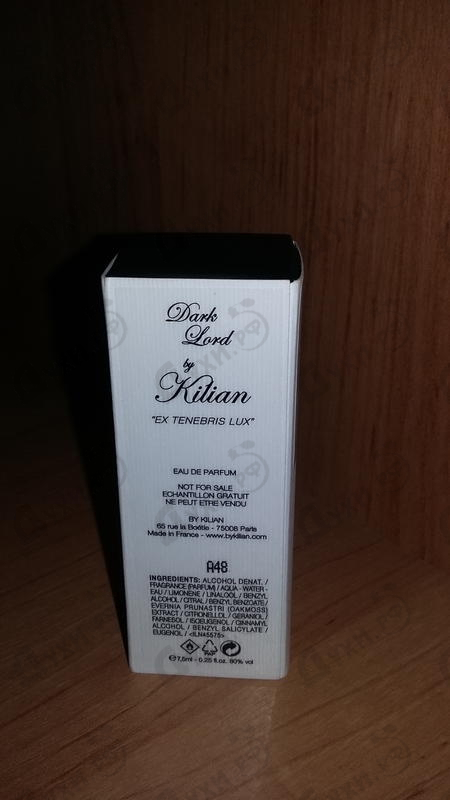 Dark
Lord
by
Kilian
"EX TENEBRIS LUX"
EAU DE PARFUM
NOT FOR SALE
ECHANTILLON GRATUIT
NE PEUT ETRE VENDU
BY KILIAN
65 rue la Boétie - 75008 Paris
Made in France - www.bykilian.com
A48
INGREDIENTS: ALCOHOL DENAT. /
FRAGRANCE (PARFUM) / AQUA - WATER -
EAU / LIMONENE / LINALOOL / BENZYL
ALCOHOL / CITRAL / BENZYL BENZOATE /
EVERNIA PRUNASTRI (OAKMOSS)
EXTRACT / CITRONELLOL / GERANIOL /
FARNESOL / ISOEUGENOL / CINNAMYL
ALCOHOL / BENZYL SALICYLATE /
EUGENOL / <ILN45575>
PAP
℮7,5ml - 0.25 fl.oz. 80% vol